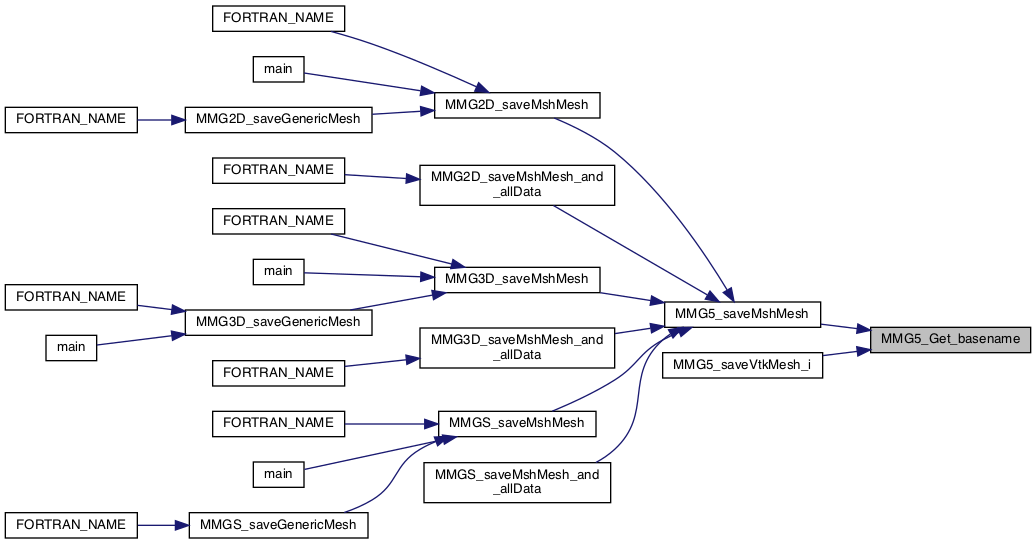 FORTRAN_NAME
main
MMG2D_saveMshMesh
FORTRAN_NAME
MMG2D_saveGenericMesh
FORTRAN_NAME
MMG2D_saveMshMesh_and
_allData
FORTRAN_NAME
main
MMG3D_saveMshMesh
FORTRAN_NAME
MMG3D_saveGenericMesh
main
MMG5_saveMshMesh
MMG5_Get_basename
MMG3D_saveMshMesh_and
_allData
MMG5_saveVtkMesh_i
FORTRAN_NAME
FORTRAN_NAME
MMGS_saveMshMesh
main
MMGS_saveMshMesh_and
_allData
FORTRAN_NAME
MMGS_saveGenericMesh